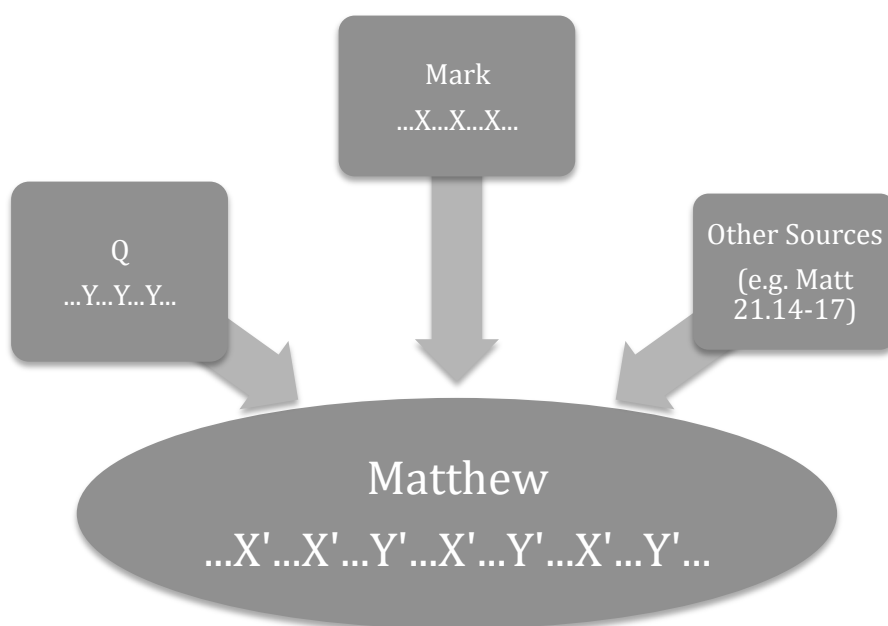 Mark
...X...X...X...
Q
...Y...Y...Y...
Other Sources
(e.g. Matt
21.14-17)
Matthew
...X'...X'...Y'...X'...Y'...X'...Y'...